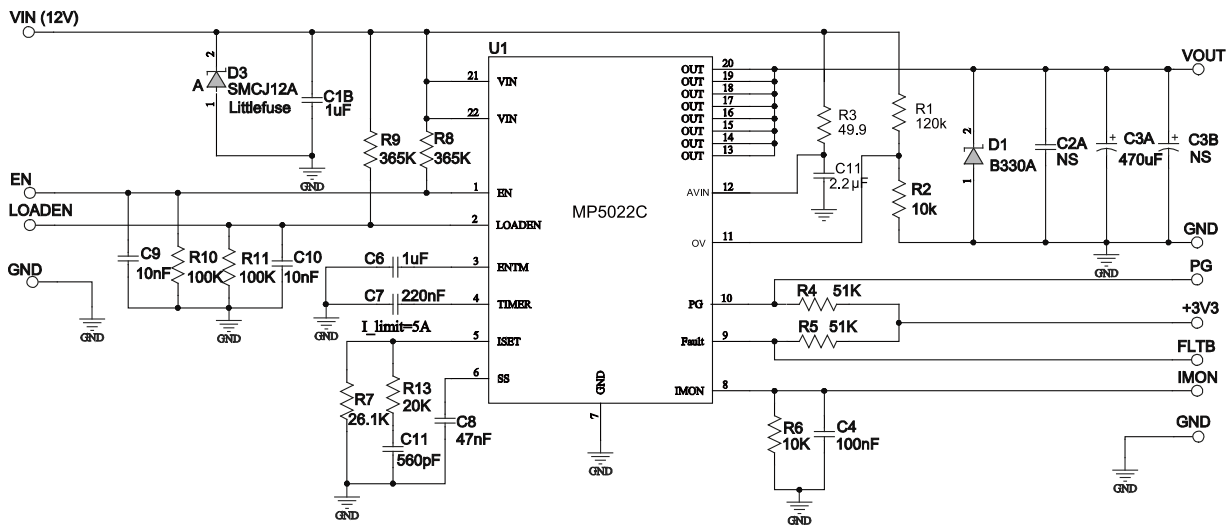 VIN (12V)
U1
2
D3
A
SMCJ12A
1
Littlefuse
C1B
1uF
GND
R9
365K
R8
365K
21
VIN
22
VIN
EN
1
EN
LOADEN
2
LOADEN
C9
10nF
R10
100K
R11
100K
C10
10nF
GND
GND
GND
C6
1uF
3
ENTM
C7
220nF
4
TIMER
GND
I_limit=5A
5
ISET
6
SS
R7
26.1K
R13
20K
C11
560pF
C8
47nF
GND
MP5022C
GND
7
GND
OUT
20
OUT
19
OUT
18
OUT
17
OUT
16
OUT
15
OUT
14
OUT
13
AVIN
12
OV
11
PG
10
Fault
9
IMON
8
R3
49.9
C11
2.2µF
R1
120k
R2
10k
2
D1
B330A
1
C2A
NS
+
C3A
470uF
+
C3B
NS
VOUT
GND
GND
PG
R4
51K
R5
51K
+3V3
FLTB
IMON
R6
10K
C4
100nF
GND
GND
GND